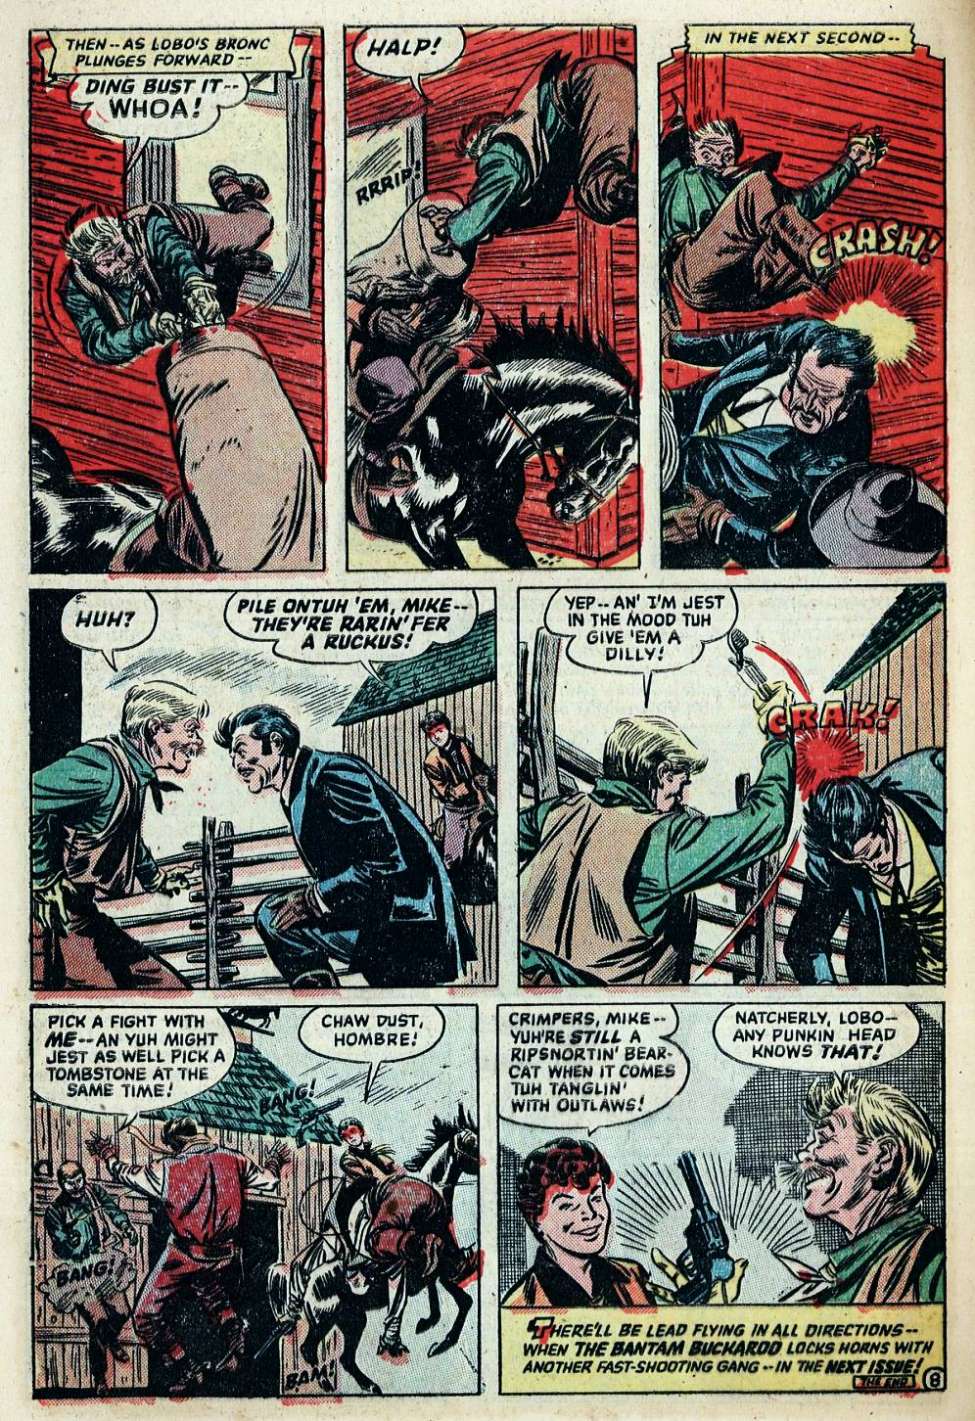 THEN--AS LOBO'S BRONC
PLUNGES FORWARD--
DING BUST IT--
WHOA!
HALP!
RRRIP!
IN THE NEXT SECOND--
CRASH!
HUH?
PILE ONTUH 'EM, MIKE--
THEY'RE RARIN' FER
A RUCKUS!
YEP--AN' I'M JEST
IN THE MOOD TUH
GIVE 'EM A
DILLY!
CRAK!
PICK A FIGHT WITH
ME--AN YUH MIGHT
JEST AS WELL PICK A
TOMBSTONE AT THE
SAME TIME!
BANG!
CHAW DUST,
HOMBRE!
BANG!
BAM!
CRIMPERS, MIKE--
YUH'RE STILL A
RIPSNORTIN' BEAR-
CAT WHEN IT COMES
TUH TANGLIN'
WITH OUTLAWS!
NATCHERLY, LOBO--
ANY PUNKIN HEAD
KNOWS THAT!
THERE'LL BE LEAD FLYING IN ALL DIRECTIONS--
WHEN THE BANTAM BUCKAROO LOCKS HORNS WITH
ANOTHER FAST-SHOOTING GANG--IN THE NEXT ISSUE!
THE END
8